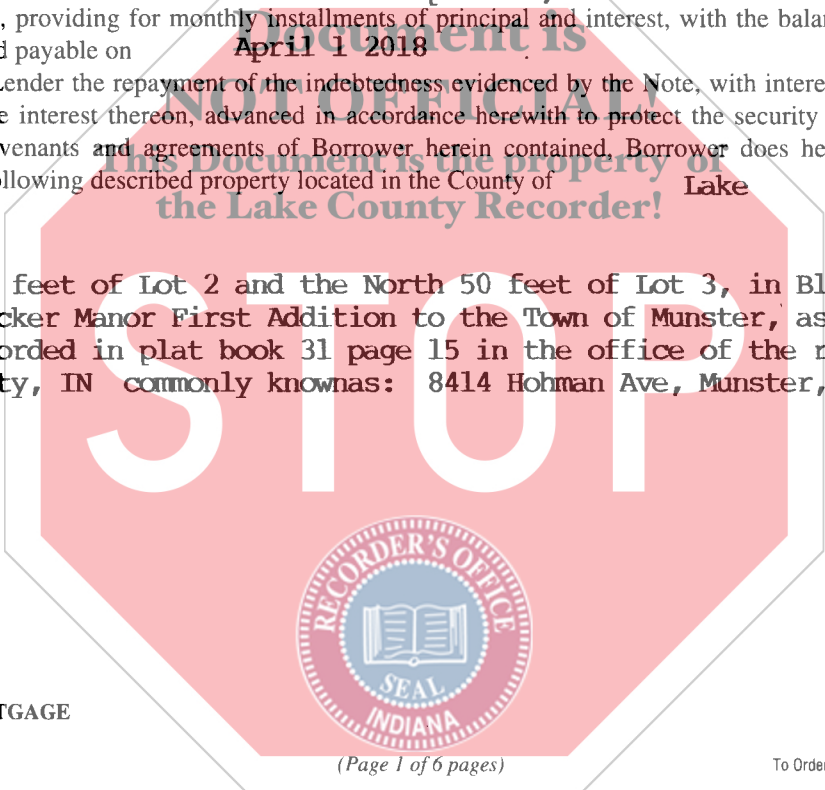 , providing for monthly installments of principal and interest, with the balan
d payable on April 1 2018
Document is
ender the repayment of the indebtedness evidenced by the Note, with intere
NOT OFFICIAL!
e interest thereon, advanced in accordance herewith to protect the security
venants and agreements of Borrower herein contained, Borrower does he
This Document is the property of
ollowing described property located in the County of Lake
the Lake County Recorder!
feet of Lot 2 and the North 50 feet of Lot 3, in Bl
cker Manor First Addition to the Town of Munster, as
orded in plat book 31 page 15 in the office of the r
ty, IN commonly knownas: 8414 Hohman Ave, Munster,
STOP
RECORDER'S OFFICE
SEAL
INDIANA
TGAGE
(Page 1 of 6 pages)
To Order